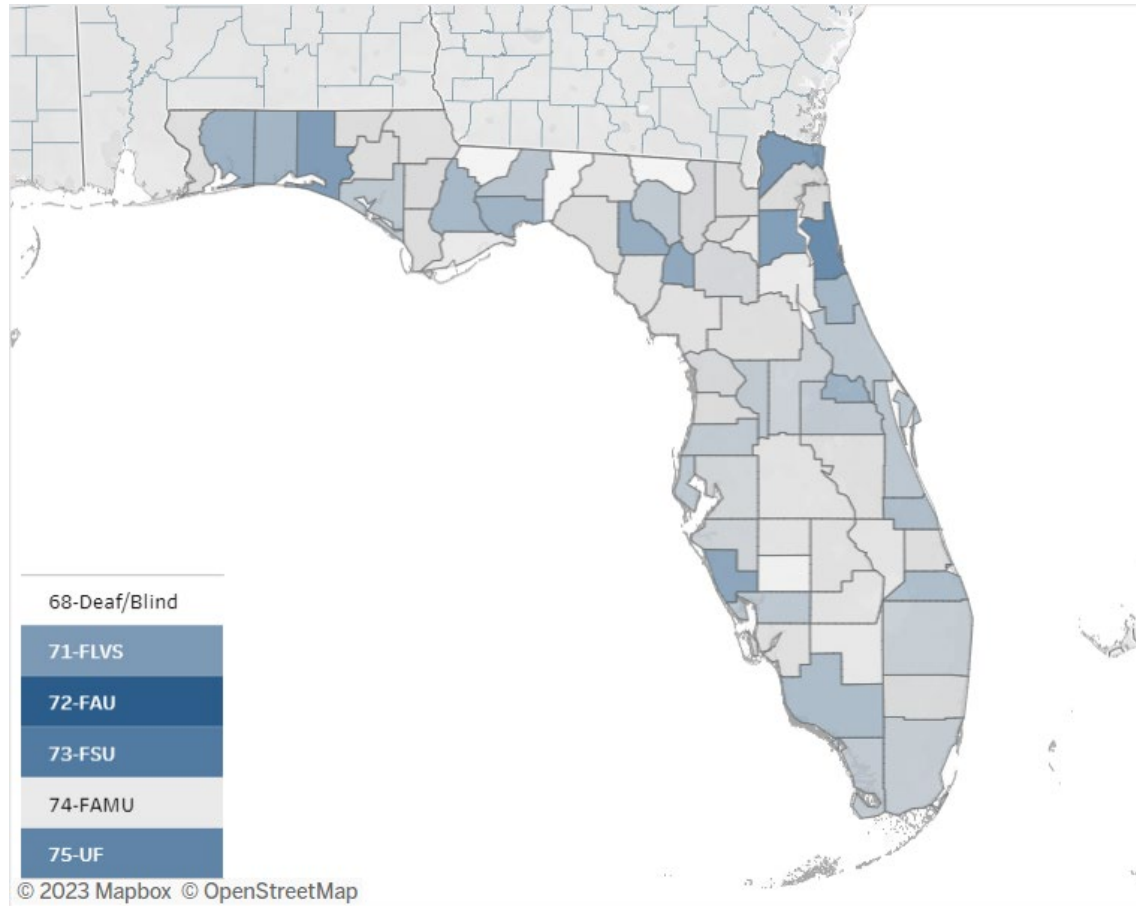 68-Deaf/Blind
71-FLVS
72-FAU
73-FSU
74-FAMU
75-UF
© 2023 Mapbox © OpenStreetMap